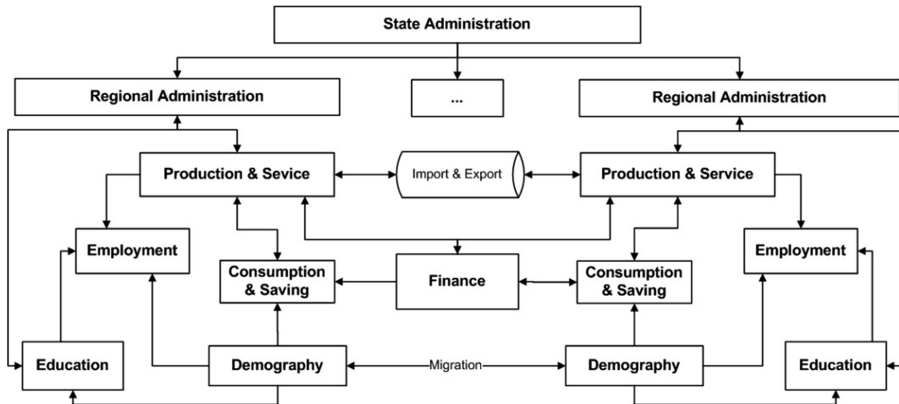 State Administration
Regional Administration
...
Regional Administration
Production & Sevice
Import & Export
Production & Service
Employment
Employment
Consumption
& Saving
Finance
Consumption
& Saving
Education
Demography
Migration
Demography
Education